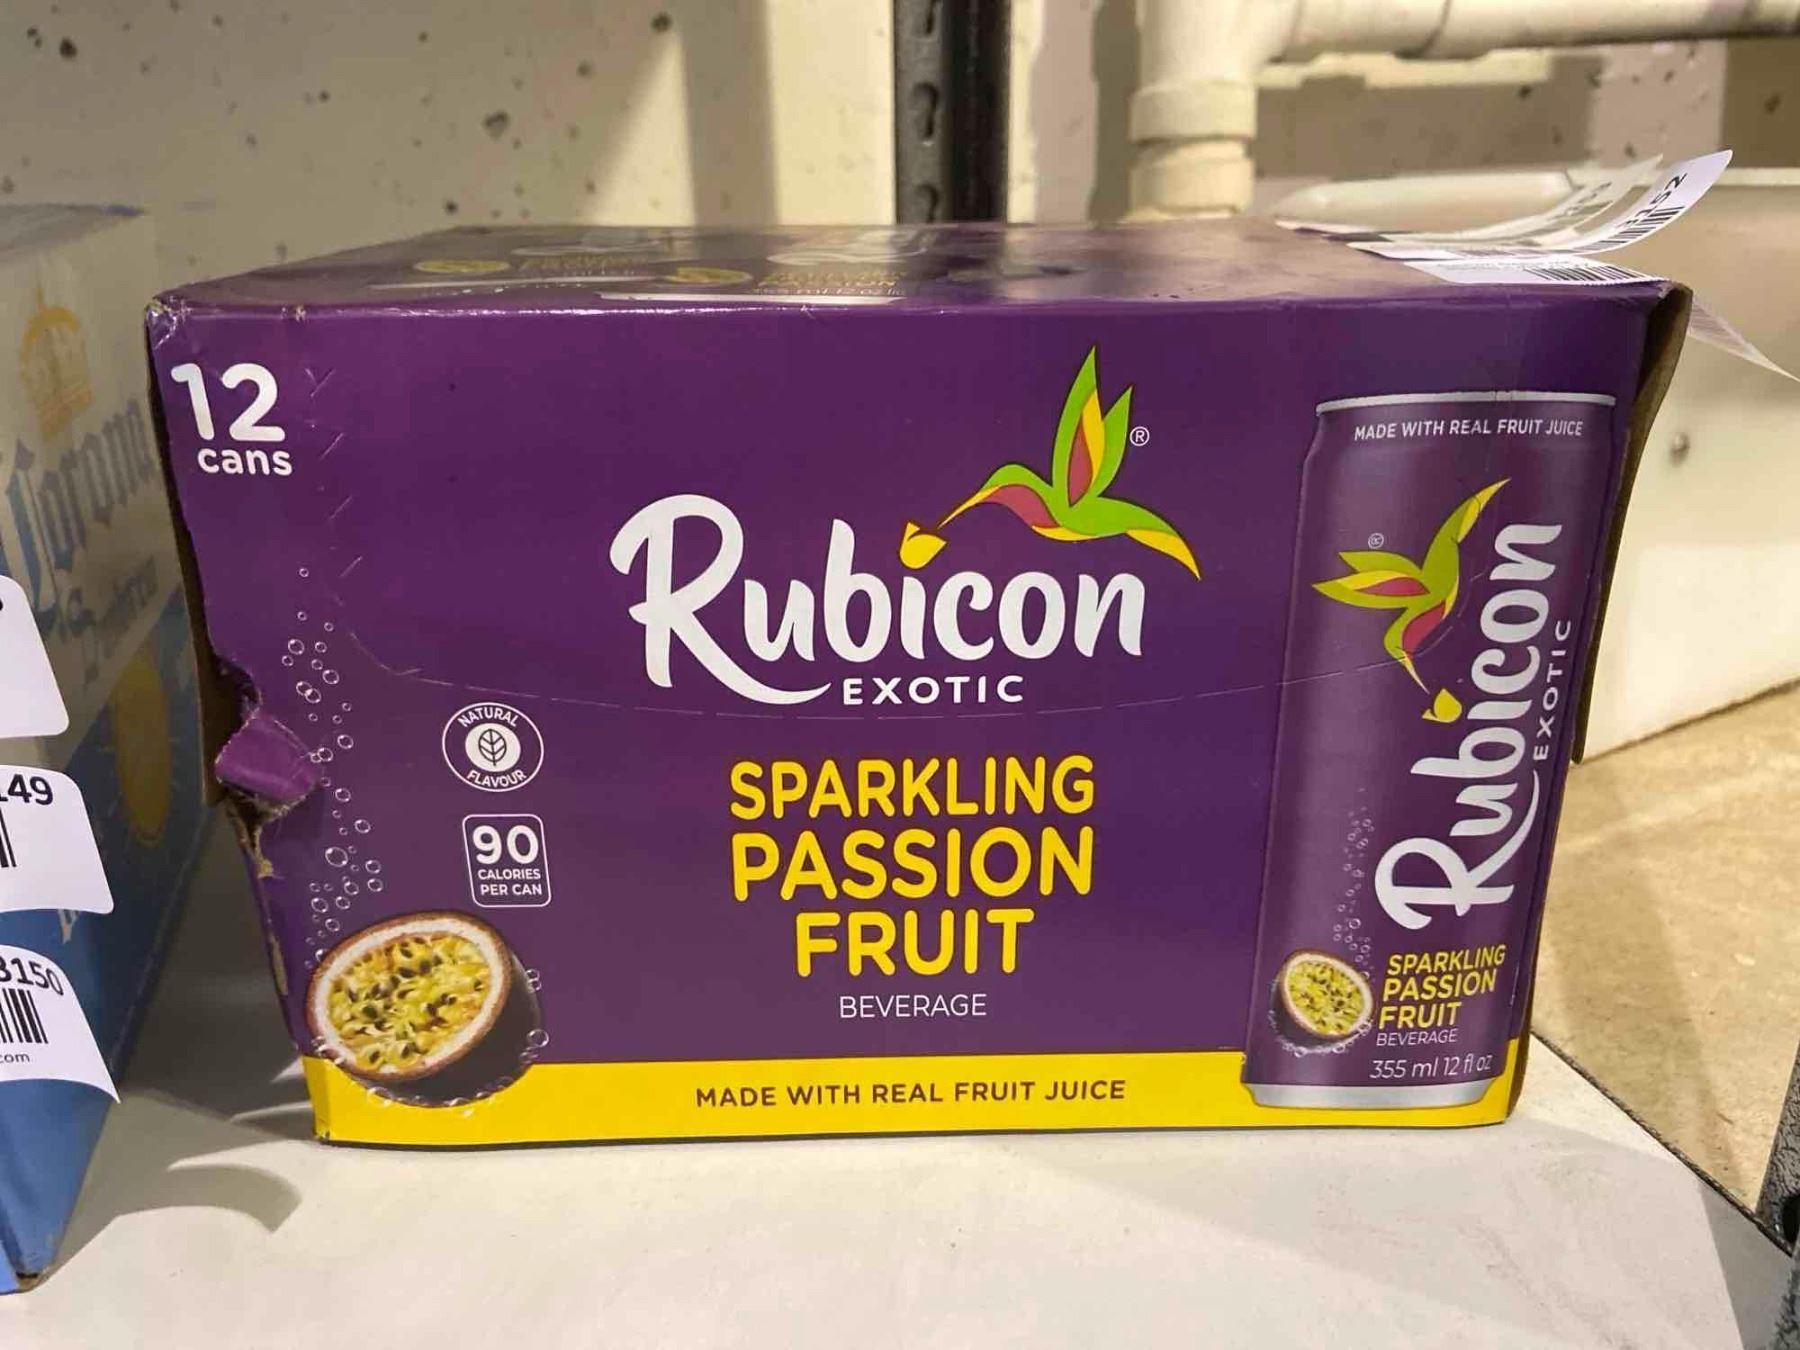 12
cans
Rubicon
®
EXOTIC
NATURAL
FLAVOUR
90
CALORIES
PER CAN
SPARKLING
PASSION
FRUIT
BEVERAGE
MADE WITH REAL FRUIT JUICE
MADE WITH REAL FRUIT JUICE
®
Rubicon
EXOTIC
SPARKLING
PASSION
FRUIT
BEVERAGE
355 ml 12 fl oz
Corona
149
3150
com